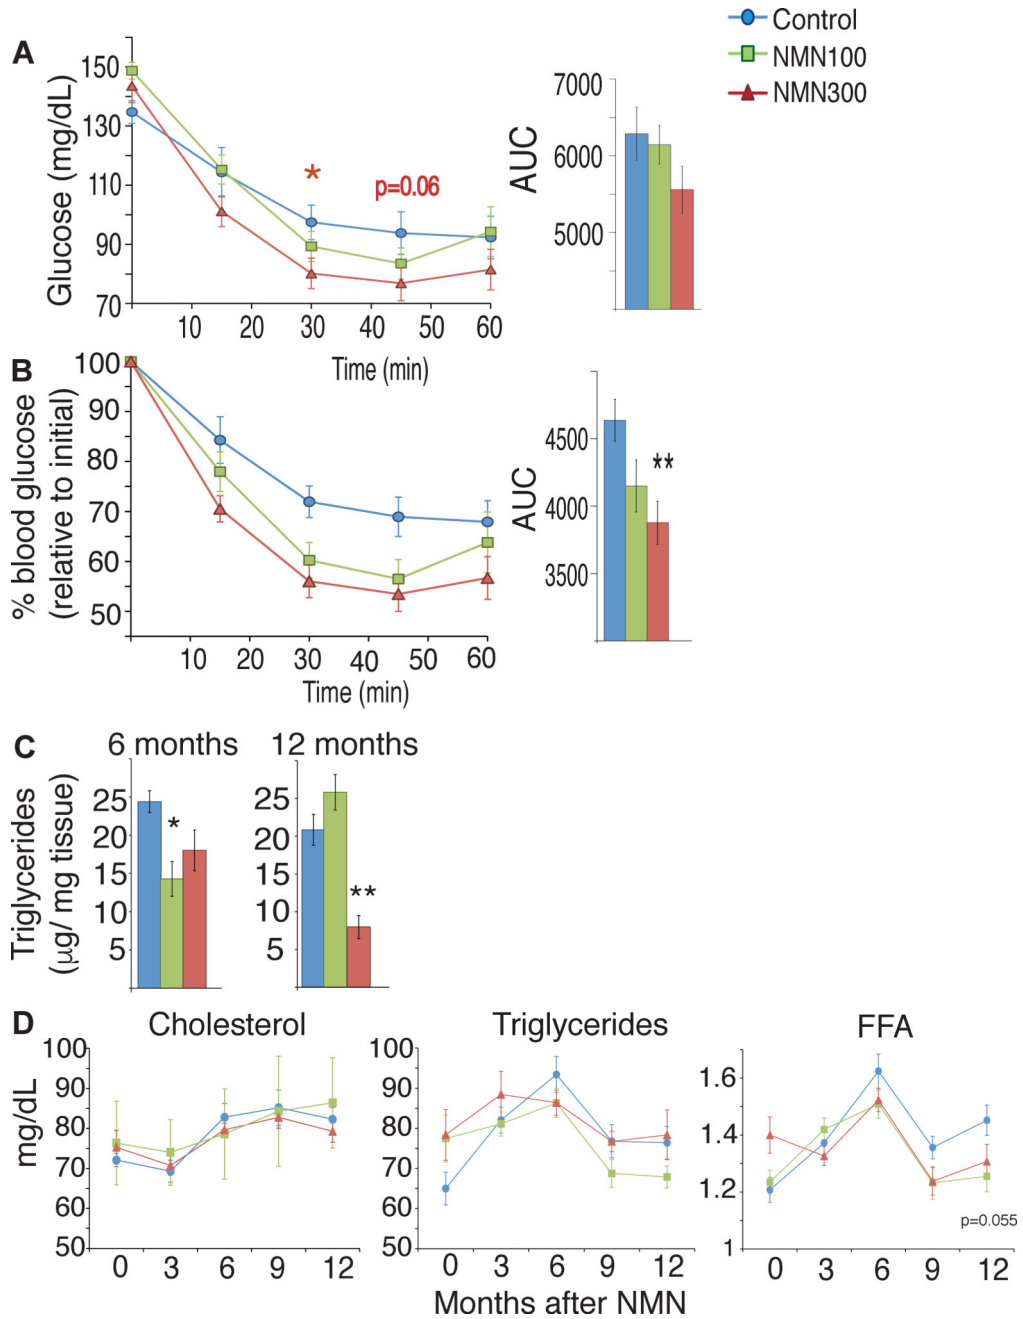 Control
NMN100
NMN300
A
Glucose (mg/dL)
150
130
110
90
70
*
p=0.06
10 20 30 40 50 60
Time (min)
AUC
7000
6000
5000
B
% blood glucose
(relative to initial)
100
90
80
70
60
50
10 20 30 40 50 60
Time (min)
AUC
4500
4000
3500
**
C
6 months
12 months
Triglycerides
(μg/ mg tissue)
25
20
15
10
5
*
25
20
15
10
5
**
D
Cholesterol
Triglycerides
FFA
mg/dL
100
90
80
70
60
50
0 3 6 9 12
100
90
80
70
60
50
0 3 6 9 12
1.6
1.4
1.2
1
p=0.055
0 3 6 9 12
Months after NMN